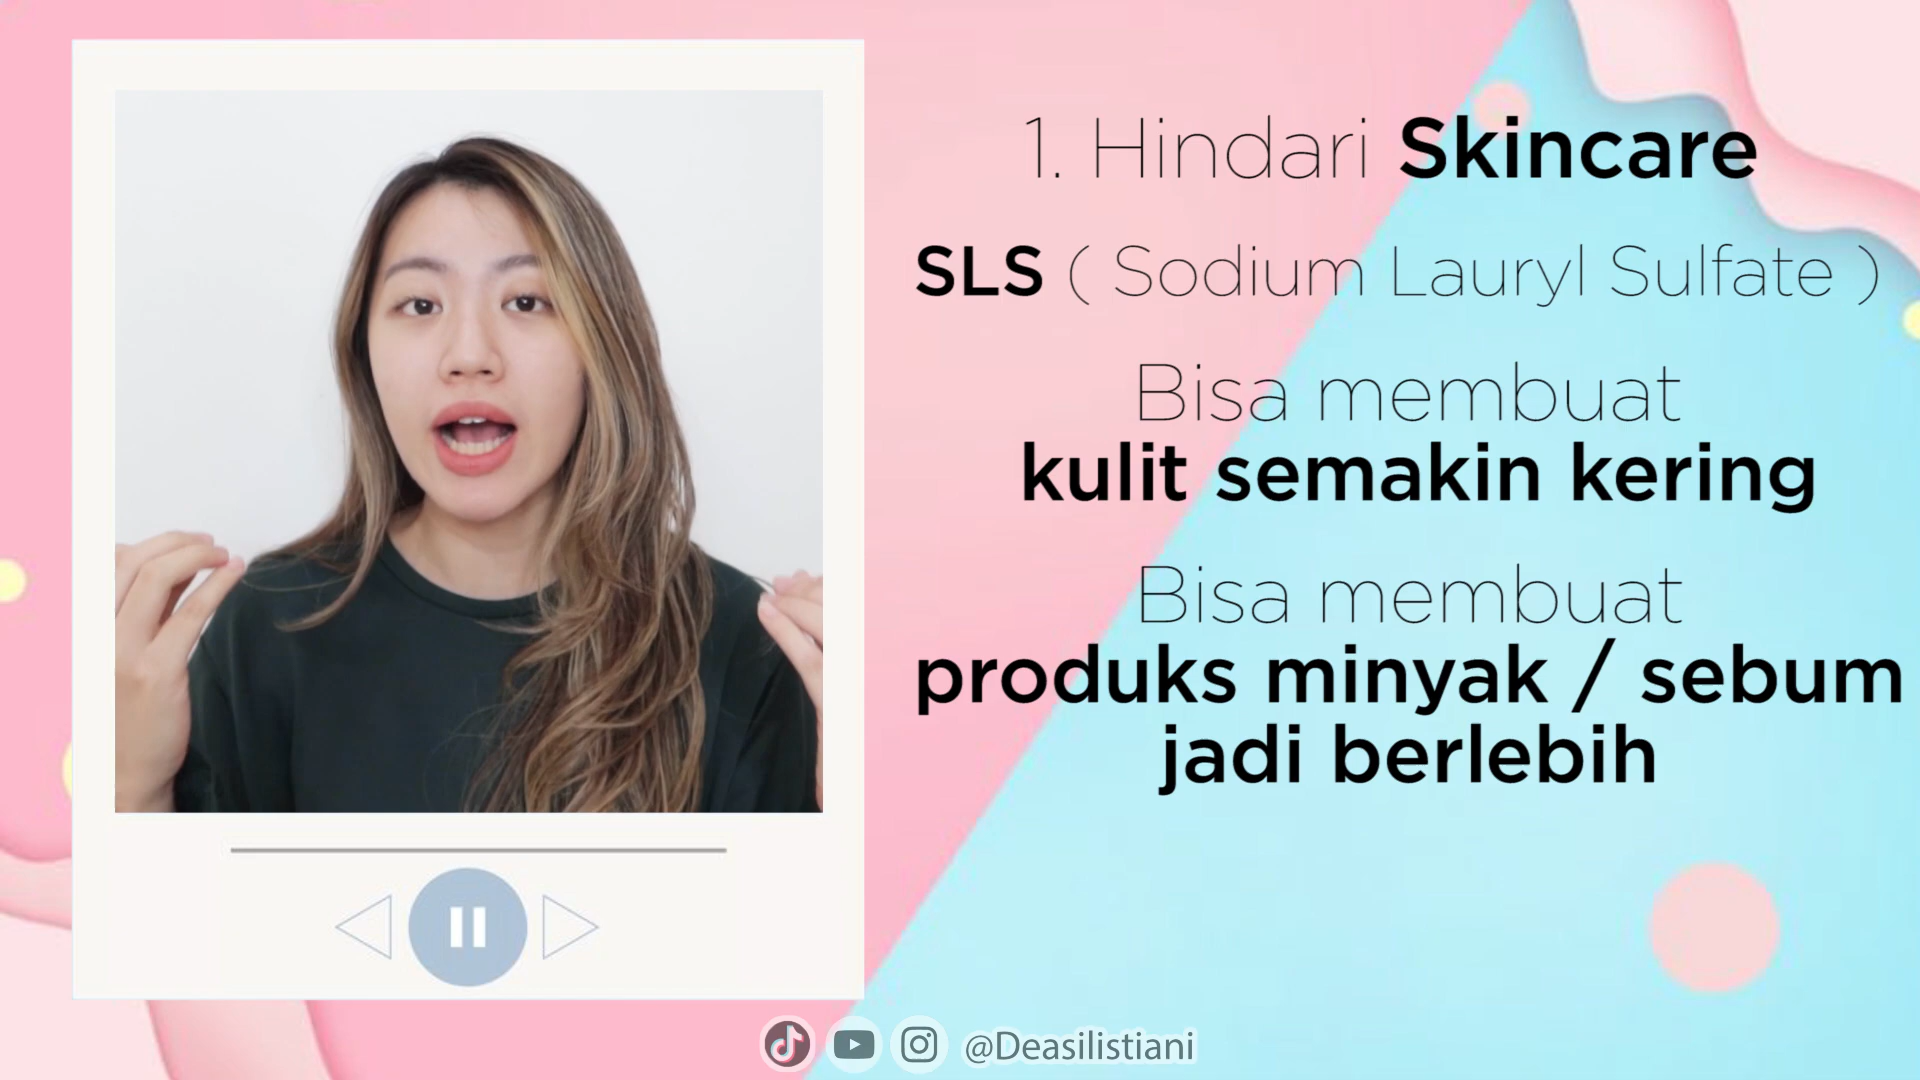 1. Hindari Skincare
SLS ( Sodium Lauryl Sulfate )
Bisa membuat
kulit semakin kering
Bisa membuat
produks minyak / sebum
jadi berlebih
@Deasilistiani